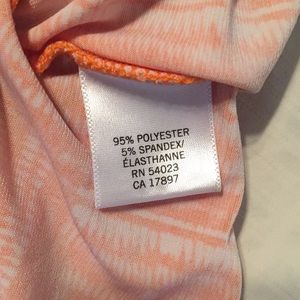 95% POLYESTER
5% SPANDEX/
ÉLASTHANNE
RN 54023
CA 17897